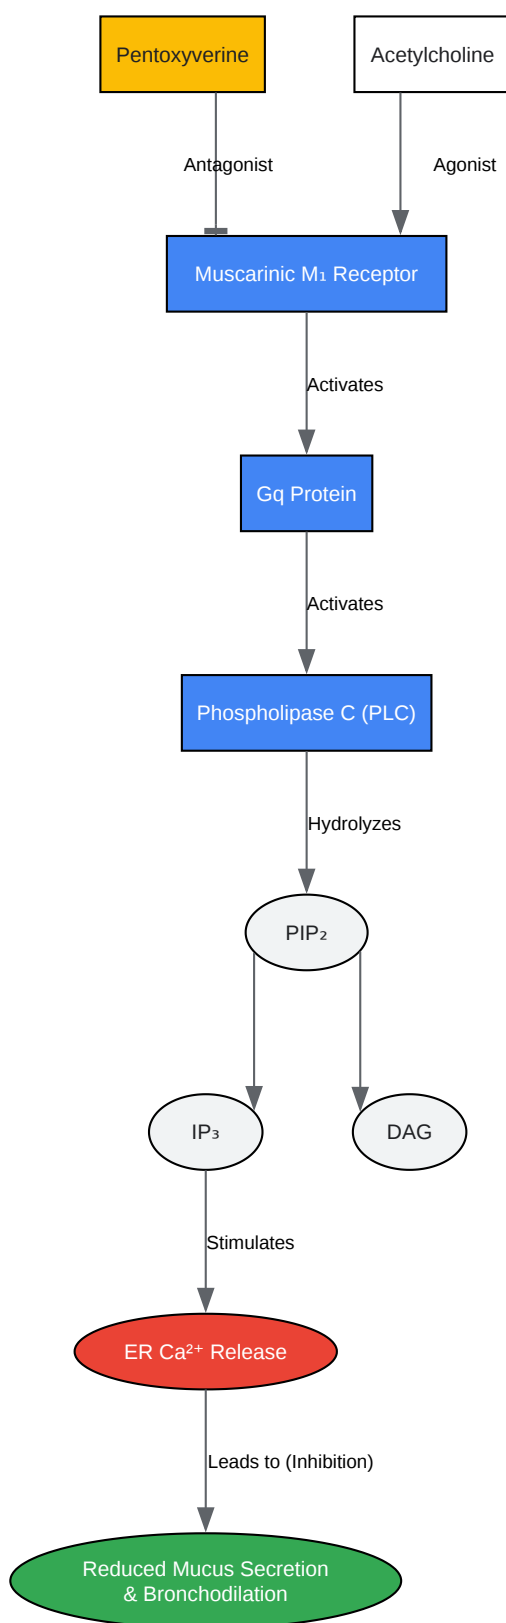 Pentoxyverine
Acetylcholine
Antagonist
Agonist
Muscarinic M₁ Receptor
Activates
Gq Protein
Activates
Phospholipase C (PLC)
Hydrolyzes
PIP₂
IP₃
DAG
Stimulates
ER Ca²⁺ Release
Leads to (Inhibition)
Reduced Mucus Secretion
& Bronchodilation